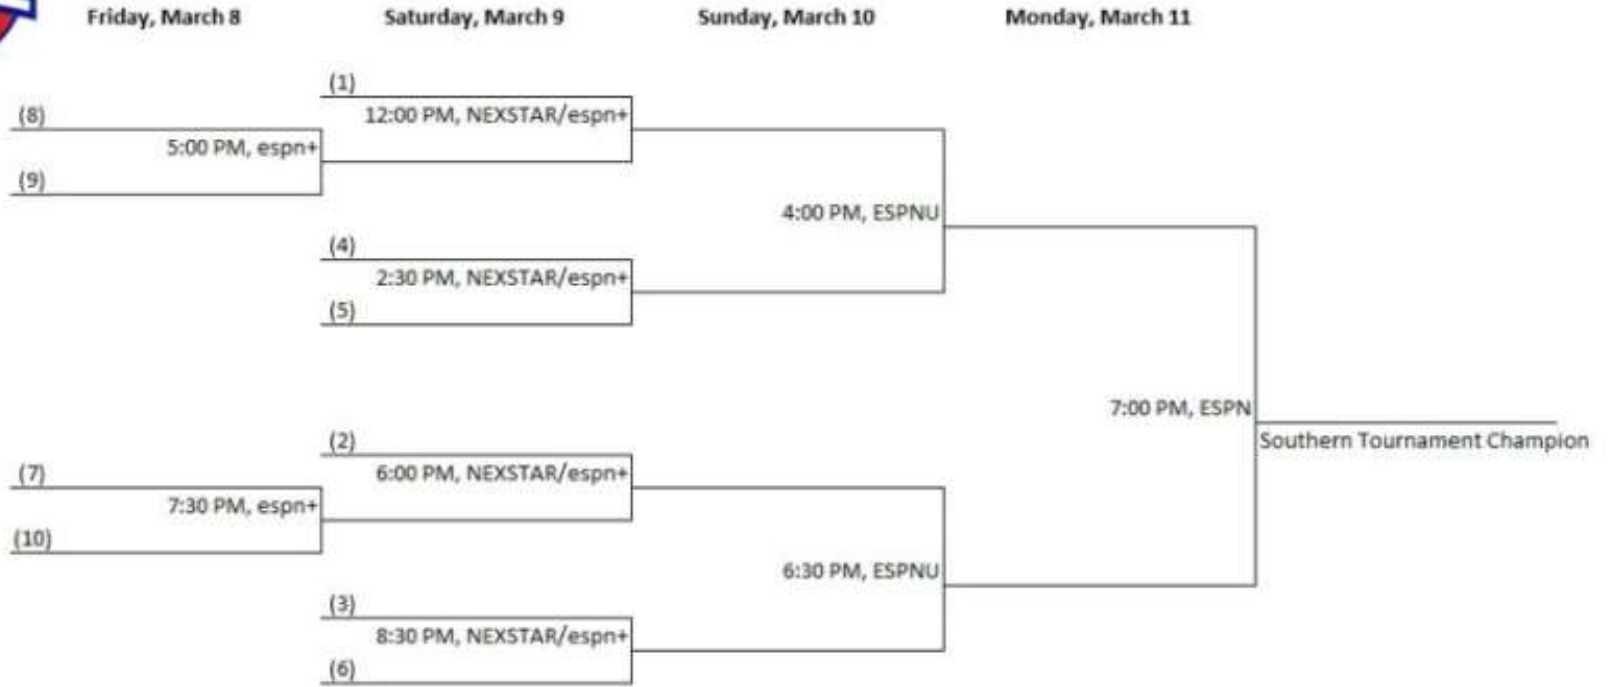 Friday, March 8 Saturday, March 9 Sunday, March 10 Monday, March 11
(1)
12:00 PM, NEXSTAR/espn+
(8)
5:00 PM, espn+
(9)
4:00 PM, ESPNU
(4)
2:30 PM, NEXSTAR/espn+
(5)
7:00 PM, ESPN
Southern Tournament Champion
(2)
6:00 PM, NEXSTAR/espn+
(7)
7:30 PM, espn+
(10)
6:30 PM, ESPNU
(3)
8:30 PM, NEXSTAR/espn+
(6)